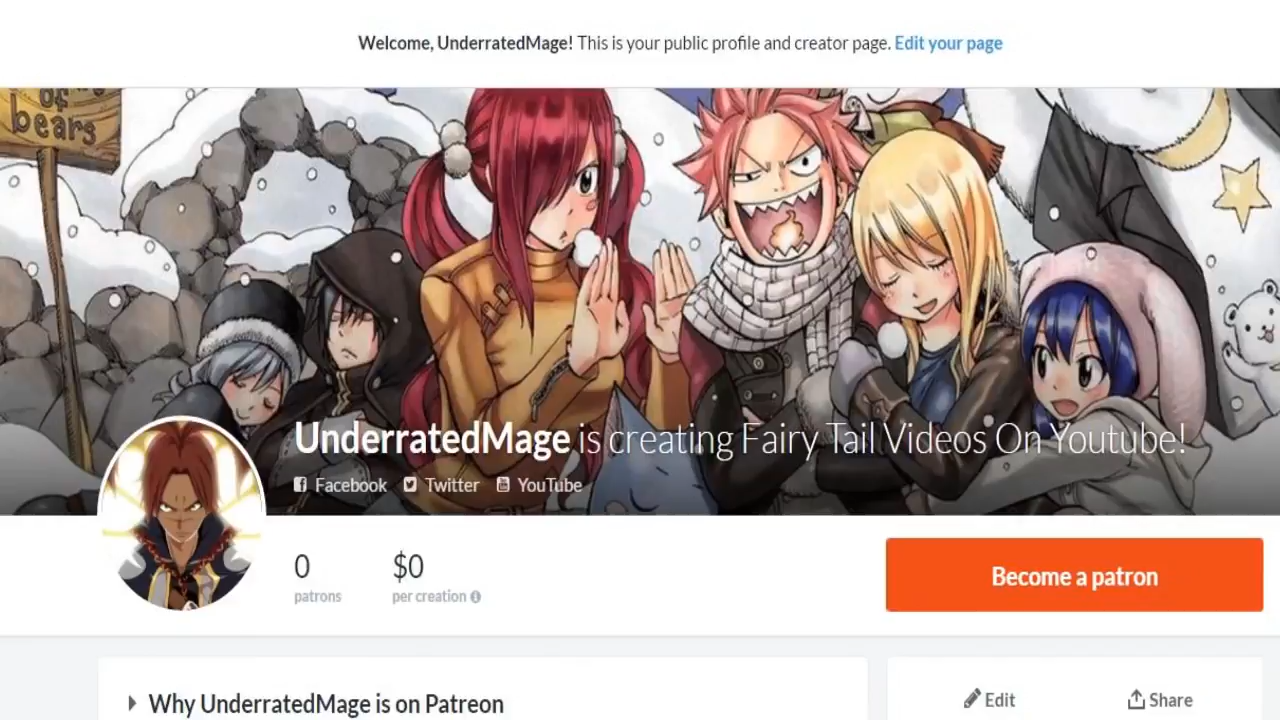 Welcome, UnderratedMage! This is your public profile and creator page. Edit your page
of
bears
UnderratedMage is creating Fairy Tail Videos On Youtube!
Facebook Twitter YouTube
0 $0
patrons per creation
Become a patron
Why UnderratedMage is on Patreon
Edit Share